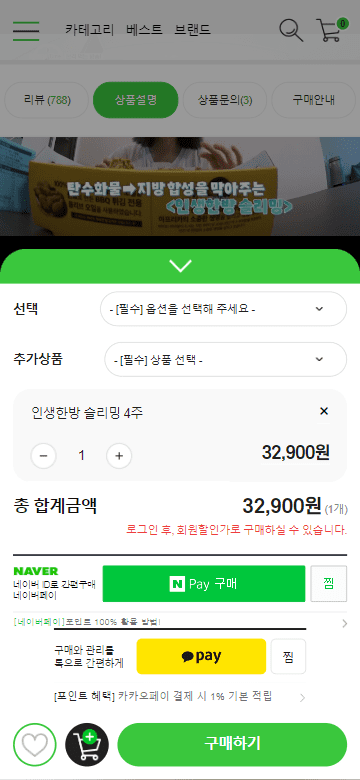 카테고리 베스트 브랜드
0
리뷰 (788) 상품설명 상품문의(3) 구매안내
탄수화물➡지방 합성을 막아주는
<인생한방 슬리밍>
선택 - [필수] 옵션을 선택해 주세요 -
추가상품 - [필수] 상품 선택 -
인생한방 슬리밍 4주 ×
− 1 + 32,900원
총 합계금액 32,900원 (1개)
로그인 후, 회원할인가로 구매하실 수 있습니다.
NAVER
네이버 ID로 간편구매
네이버페이
N Pay 구매 찜
[네이버페이] 포인트 100% 활용 방법!
구매와 관리를
톡으로 간편하게
pay 찜
[포인트 혜택] 카카오페이 결제 시 1% 기본 적립
구매하기